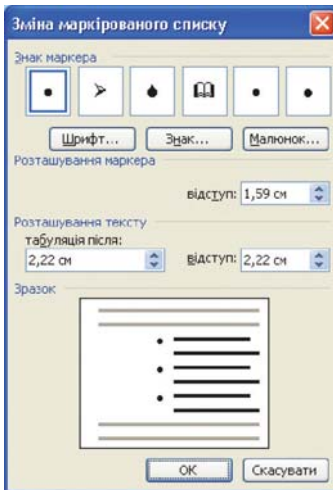 Зміна маркірованого списку
Знак маркера
Шрифт... Знак... Малюнок...
Розташування маркера
відступ: 1,59 см
Розташування тексту
табуляція після:
2,22 см відступ: 2,22 см
Зразок
ОК Скасувати